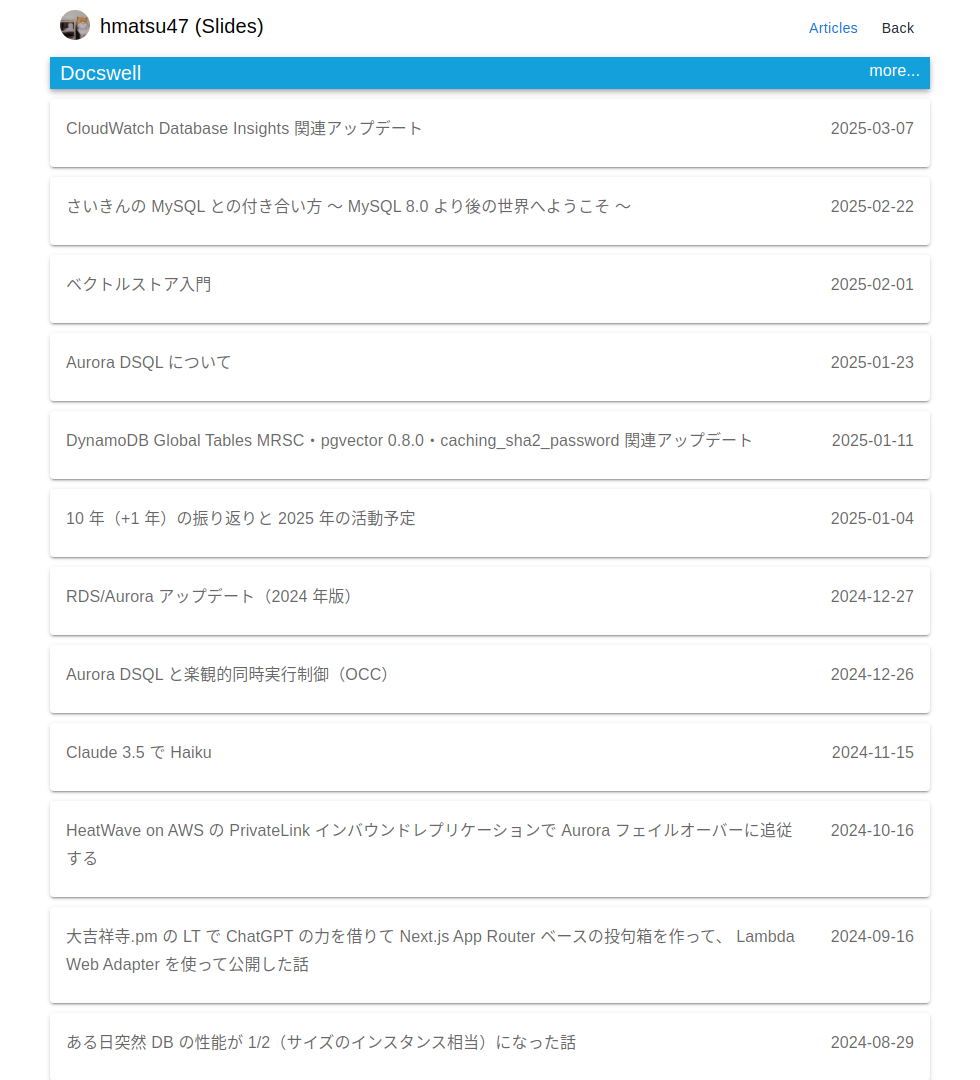 hmatsu47 (Slides)
Articles
Back
Docswell
more...
CloudWatch Database Insights 関連アップデート
2025-03-07
さいきんの MySQL との付き合い方 〜 MySQL 8.0 より後の世界へようこそ 〜
2025-02-22
ベクトルストア入門
2025-02-01
Aurora DSQL について
2025-01-23
DynamoDB Global Tables MRSC・pgvector 0.8.0・caching_sha2_password 関連アップデート
2025-01-11
10 年（+1 年）の振り返りと 2025 年の活動予定
2025-01-04
RDS/Aurora アップデート（2024 年版）
2024-12-27
Aurora DSQL と楽観的同時実行制御（OCC）
2024-12-26
Claude 3.5 で Haiku
2024-11-15
HeatWave on AWS の PrivateLink インバウンドレプリケーションで Aurora フェイルオーバーに追従
する
2024-10-16
大吉祥寺.pm の LT で ChatGPT の力を借りて Next.js App Router ベースの投句箱を作って、 Lambda
Web Adapter を使って公開した話
2024-09-16
ある日突然 DB の性能が 1/2（サイズのインスタンス相当）になった話
2024-08-29